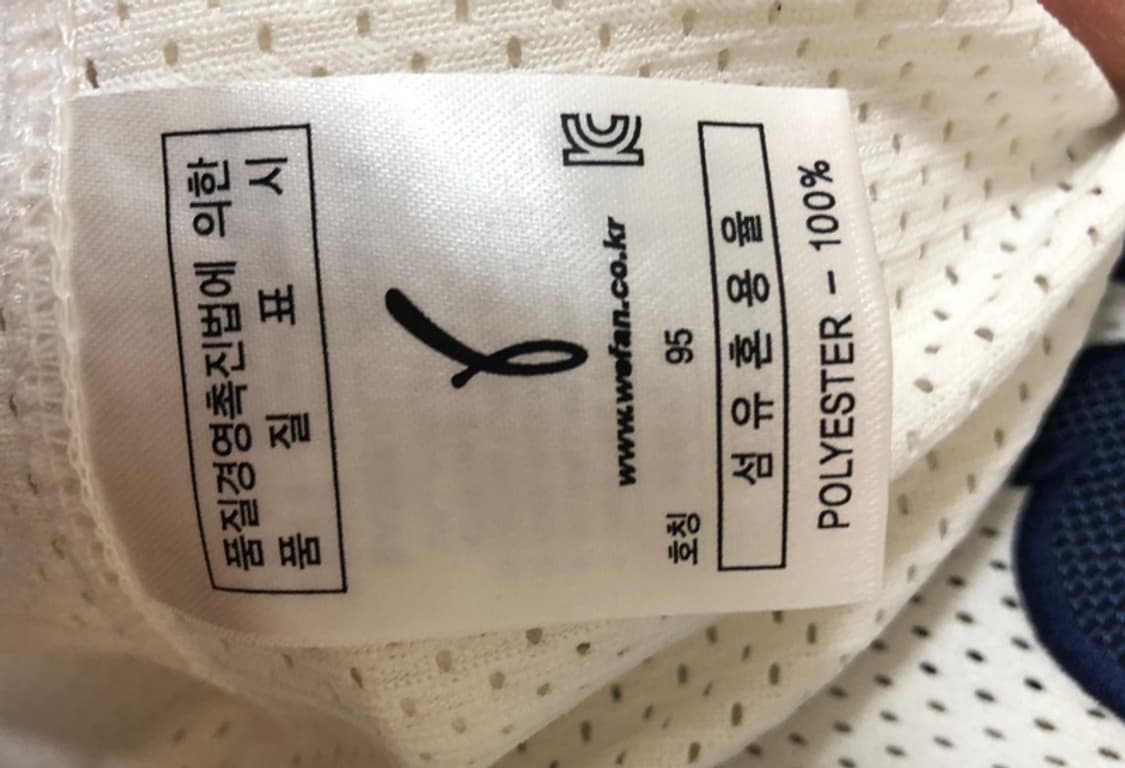 품질경영촉진법에 의한
품 질 표 시
www.wefan.co.kr
호칭 95
섬 유 혼 용 율
POLYESTER - 100%